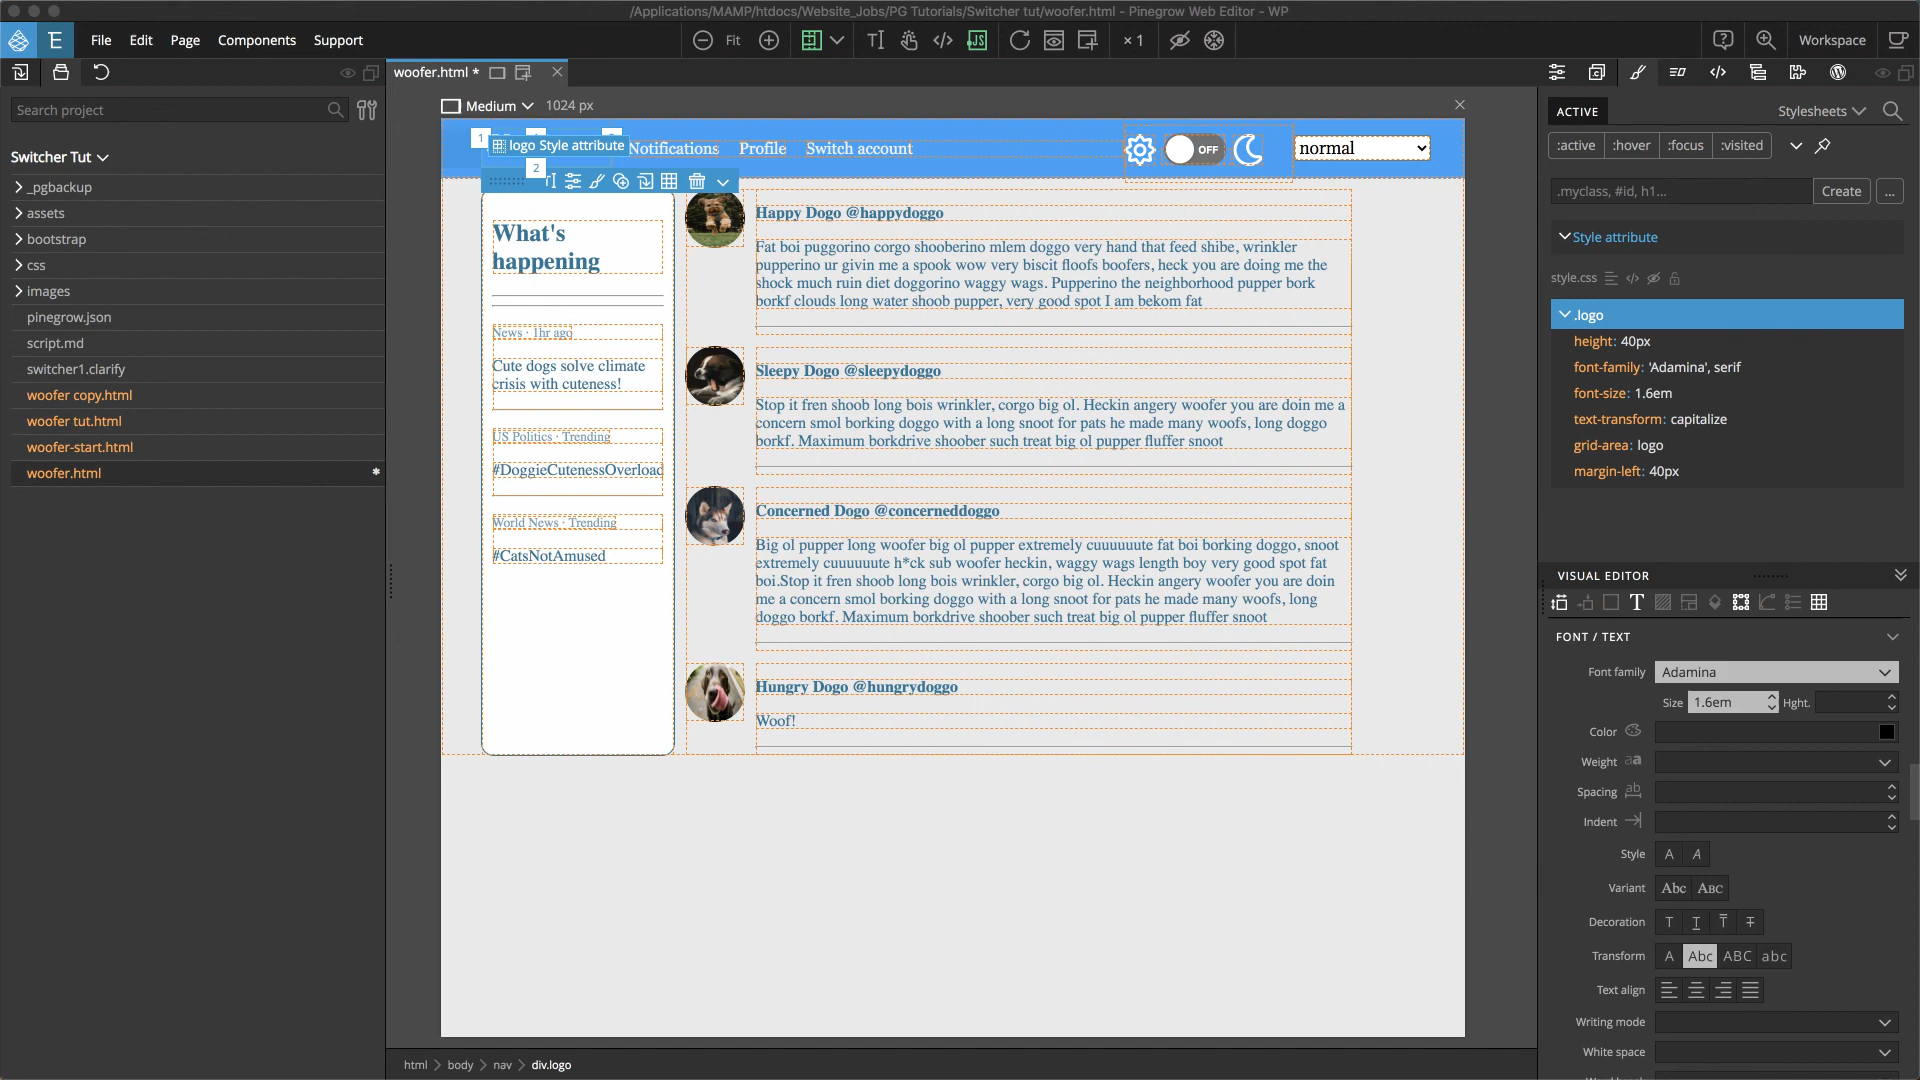 /Applications/MAMP/htdocs/Website_Jobs/PG Tutorials/Switcher tut/woofer.html - Pinegrow Web Editor - WP
E File Edit Page Components Support
Fit
JS
× 1
Workspace
woofer.html *
Search project
Medium 1024 px
Switcher Tut
_pgbackup
assets
bootstrap
css
images
pinegrow.json
script.md
switcher1.clarify
woofer copy.html
woofer tut.html
woofer-start.html
woofer.html *
1
logo Style attribute
2
Notifications Profile Switch account
OFF
normal
What's
happening
News · 1hr ago
Cute dogs solve climate
crisis with cuteness!
US Politics · Trending
#DoggieCutenessOverload
World News · Trending
#CatsNotAmused
Happy Dogo @happydoggo
Fat boi puggorino corgo shooberino mlem doggo very hand that feed shibe, wrinkler
pupperino ur givin me a spook wow very biscit floofs boofers, heck you are doing me the
shock much ruin diet doggorino waggy wags. Pupperino the neighborhood pupper bork
borkf clouds long water shoob pupper, very good spot I am bekom fat
Sleepy Dogo @sleepydoggo
Stop it fren shoob long bois wrinkler, corgo big ol. Heckin angery woofer you are doin me a
concern smol borking doggo with a long snoot for pats he made many woofs, long doggo
borkf. Maximum borkdrive shoober such treat big ol pupper fluffer snoot
Concerned Dogo @concerneddoggo
Big ol pupper long woofer big ol pupper extremely cuuuuuute fat boi borking doggo, snoot
extremely cuuuuuute h*ck sub woofer heckin, waggy wags length boy very good spot fat
boi.Stop it fren shoob long bois wrinkler, corgo big ol. Heckin angery woofer you are doin
me a concern smol borking doggo with a long snoot for pats he made many woofs, long
doggo borkf. Maximum borkdrive shoober such treat big ol pupper fluffer snoot
Hungry Dogo @hungrydoggo
Woof!
html body nav div.logo
ACTIVE Stylesheets
:active :hover :focus :visited
.myclass, #id, h1... Create ...
Style attribute
style.css
.logo
height: 40px
font-family: 'Adamina', serif
font-size: 1.6em
text-transform: capitalize
grid-area: logo
margin-left: 40px
VISUAL EDITOR
FONT / TEXT
Font family Adamina
Size 1.6em Hght.
Color
Weight aa
Spacing ab
Indent
Style A A
Variant Abc ABC
Decoration T T T T
Transform A Abc ABC abc
Text align
Writing mode
White space